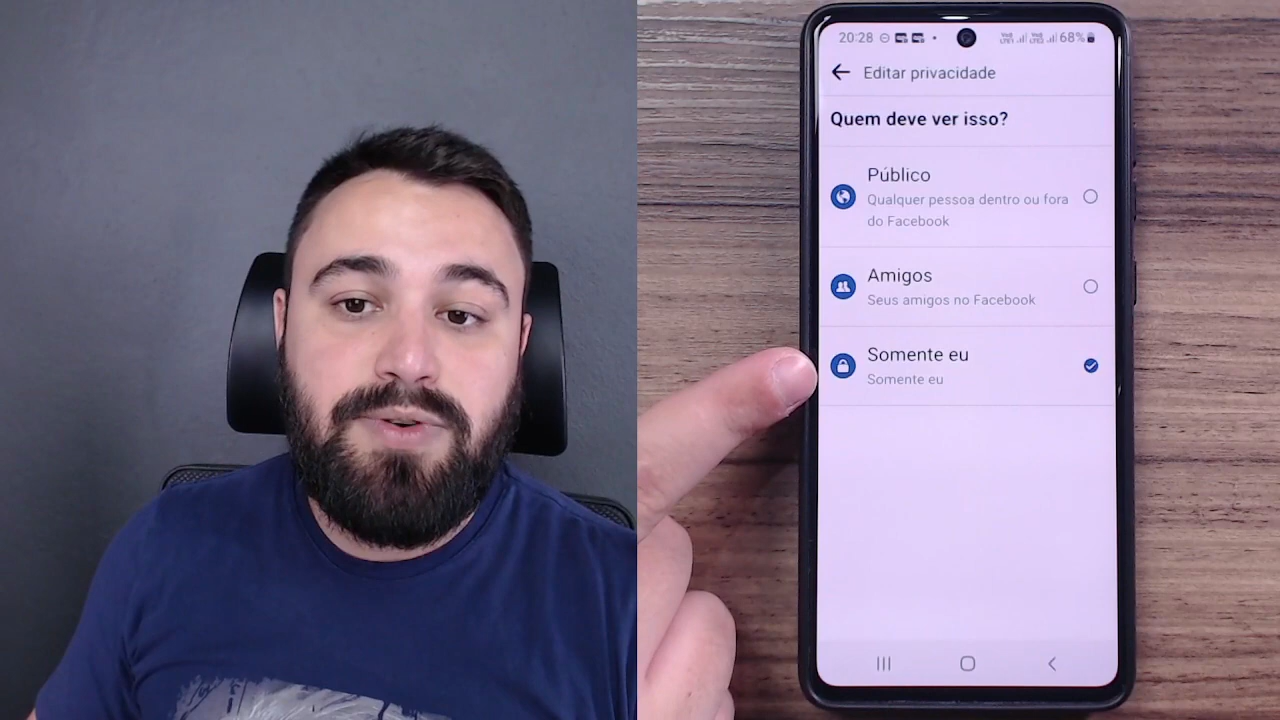 20:28
68%
Editar privacidade
Quem deve ver isso?
Público
Qualquer pessoa dentro ou fora
do Facebook
Amigos
Seus amigos no Facebook
Somente eu
Somente eu